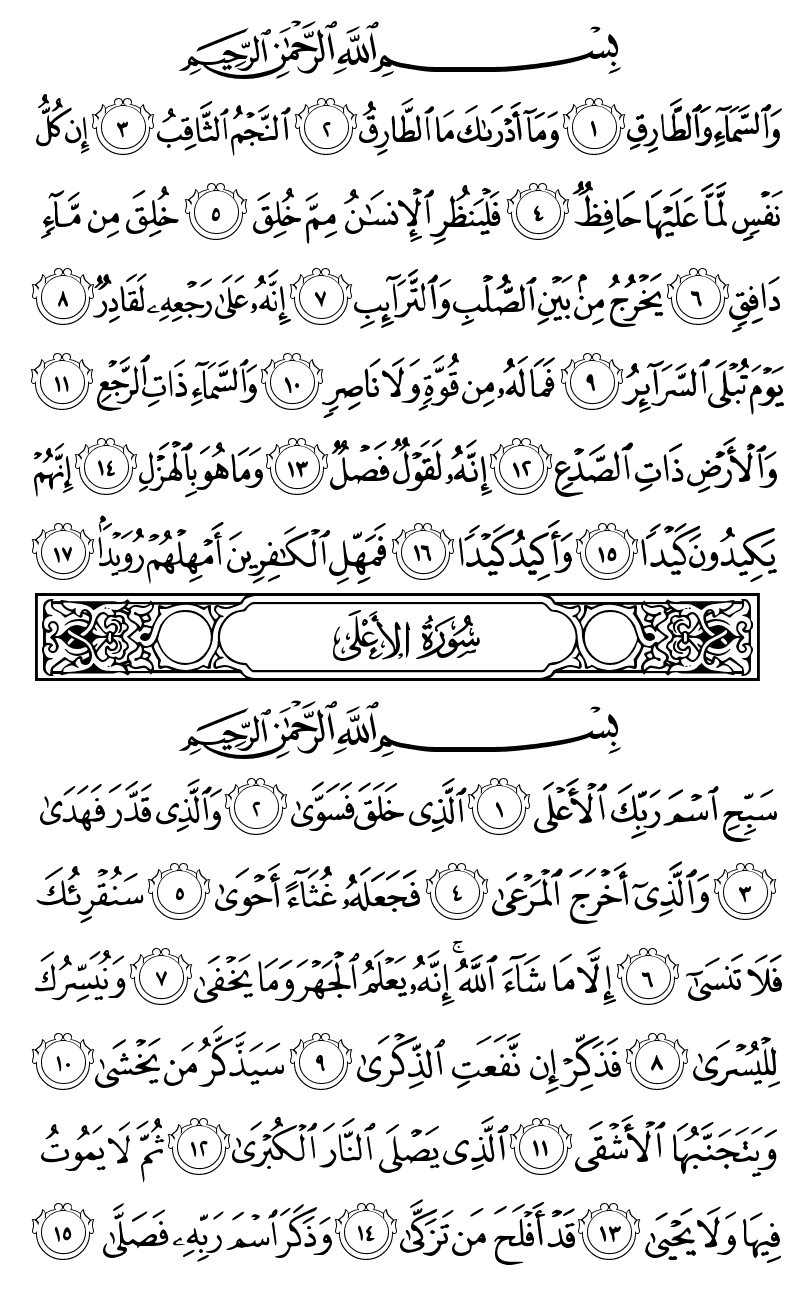 بِسْمِ ٱللَّهِ ٱلرَّحْمَٰنِ ٱلرَّحِيمِ
وَٱلسَّمَآءِ وَٱلطَّارِقِ ١ وَمَآ أَدْرَىٰكَ مَا ٱلطَّارِقُ ٢ ٱلنَّجْمُ ٱلثَّاقِبُ ٣ إِن كُلُّ
نَفْسٍ لَّمَّا عَلَيْهَا حَافِظٌ ٤ فَلْيَنظُرِ ٱلْإِنسَٰنُ مِمَّ خُلِقَ ٥ خُلِقَ مِن مَّآءٍ
دَافِقٍ ٦ يَخْرُجُ مِنۢ بَيْنِ ٱلصُّلْبِ وَٱلتَّرَآئِبِ ٧ إِنَّهُۥ عَلَىٰ رَجْعِهِۦ لَقَادِرٌ ٨
يَوْمَ تُبْلَى ٱلسَّرَآئِرُ ٩ فَمَا لَهُۥ مِن قُوَّةٍ وَلَا نَاصِرٍ ١٠ وَٱلسَّمَآءِ ذَاتِ ٱلرَّجْعِ ١١
وَٱلْأَرْضِ ذَاتِ ٱلصَّدْعِ ١٢ إِنَّهُۥ لَقَوْلٌ فَصْلٌ ١٣ وَمَا هُوَ بِٱلْهَزْلِ ١٤ إِنَّهُمْ
يَكِيدُونَ كَيْدًا ١٥ وَأَكِيدُ كَيْدًا ١٦ فَمَهِّلِ ٱلْكَٰفِرِينَ أَمْهِلْهُمْ رُوَيْدًۢا ١٧
سُورَةُ الأَعْلَى
بِسْمِ ٱللَّهِ ٱلرَّحْمَٰنِ ٱلرَّحِيمِ
سَبِّحِ ٱسْمَ رَبِّكَ ٱلْأَعْلَى ١ ٱلَّذِى خَلَقَ فَسَوَّىٰ ٢ وَٱلَّذِى قَدَّرَ فَهَدَىٰ
٣ وَٱلَّذِىٓ أَخْرَجَ ٱلْمَرْعَىٰ ٤ فَجَعَلَهُۥ غُثَآءً أَحْوَىٰ ٥ سَنُقْرِئُكَ
فَلَا تَنسَىٰٓ ٦ إِلَّا مَا شَآءَ ٱللَّهُ ۚ إِنَّهُۥ يَعْلَمُ ٱلْجَهْرَ وَمَا يَخْفَىٰ ٧ وَنُيَسِّرُكَ
لِلْيُسْرَىٰ ٨ فَذَكِّرْ إِن نَّفَعَتِ ٱلذِّكْرَىٰ ٩ سَيَذَّكَّرُ مَن يَخْشَىٰ ١٠
وَيَتَجَنَّبُهَا ٱلْأَشْقَى ١١ ٱلَّذِى يَصْلَى ٱلنَّارَ ٱلْكُبْرَىٰ ١٢ ثُمَّ لَا يَمُوتُ
فِيهَا وَلَا يَحْيَىٰ ١٣ قَدْ أَفْلَحَ مَن تَزَكَّىٰ ١٤ وَذَكَرَ ٱسْمَ رَبِّهِۦ فَصَلَّىٰ ١٥